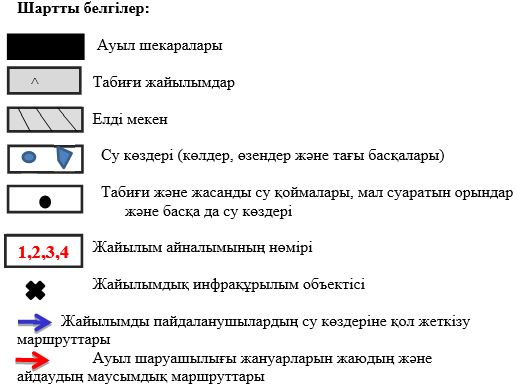 Шартты белгілер:
Ауыл шекаралары
^ Табиғи жайылымдар
Елді мекен
Су көздері (көлдер, өзендер және тағы басқалары)
Табиғи және жасанды су қоймалары, мал суаратын орындар
және басқа да су көздері
1,2,3,4 Жайылым айналымының нөмірі
Жайылымдық инфрақұрылым объектісі
Жайылымды пайдаланушылардың су көздеріне қол жеткізу
маршруттары
Ауыл шаруашылығы жануарларын жаюдың және
айдаудың маусымдық маршруттары